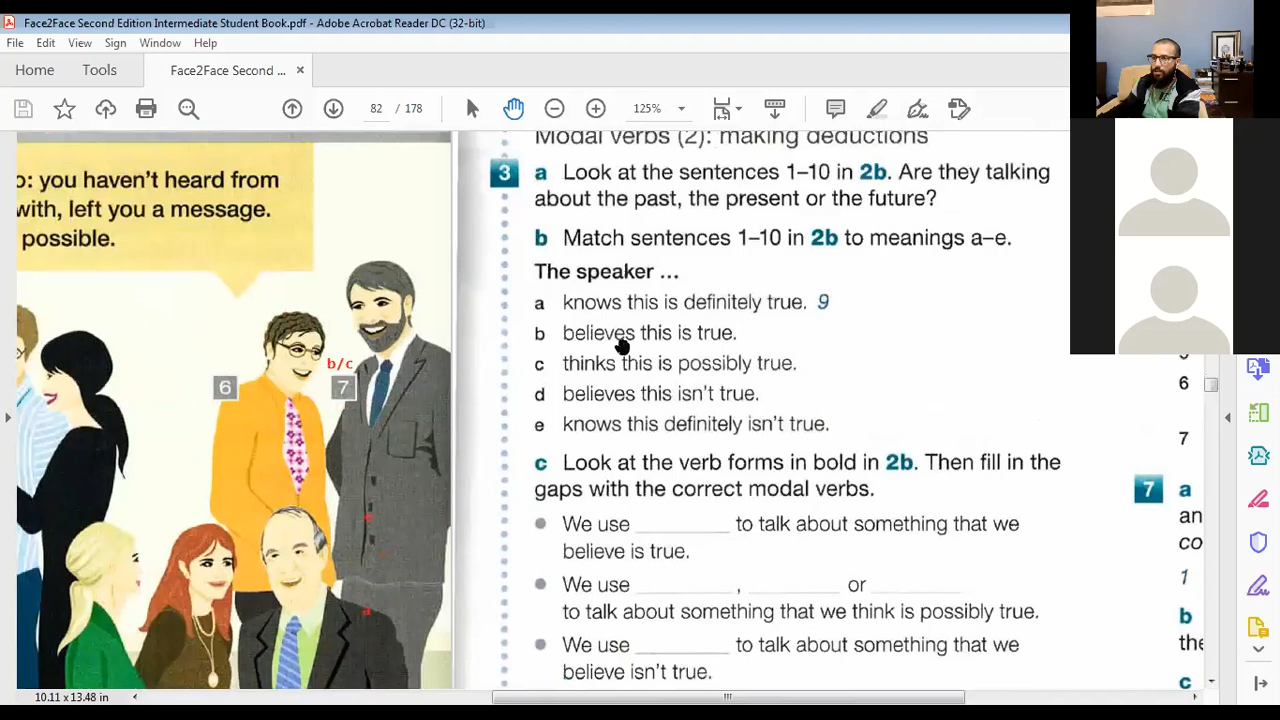 Face2Face Second Edition Intermediate Student Book.pdf - Adobe Acrobat Reader DC (32-bit)
File Edit View Sign Window Help
Home Tools Face2Face Second ... ×
82 / 178 125%
o: you haven't heard from
with, left you a message.
possible.
6
b/c
7
Modal verbs (2): making deductions
3 a Look at the sentences 1–10 in 2b. Are they talking
about the past, the present or the future?
b Match sentences 1–10 in 2b to meanings a–e.
The speaker ...
a knows this is definitely true. 9
b believes this is true.
c thinks this is possibly true.
d believes this isn't true.
e knows this definitely isn't true.
c Look at the verb forms in bold in 2b. Then fill in the
gaps with the correct modal verbs.
● We use __________ to talk about something that we
believe is true.
● We use __________ , __________ or __________
to talk about something that we think is possibly true.
● We use __________ to talk about something that we
believe isn't true.
6
7
7 a
an
co
1
b
the
c
10.11 x 13.48 in